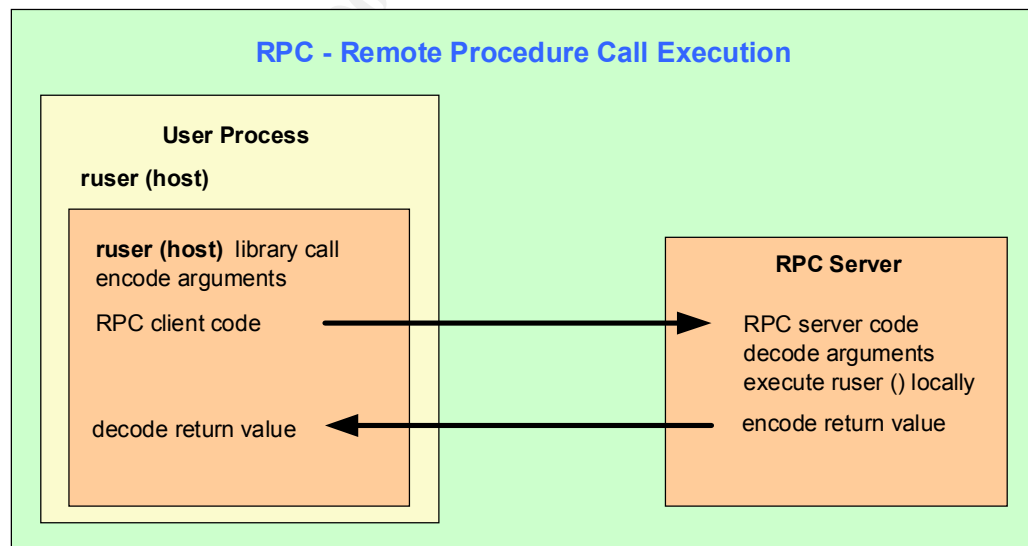 RPC - Remote Procedure Call Execution
User Process
ruser (host)
ruser (host) library call
encode arguments
RPC client code
decode return value
RPC Server
RPC server code
decode arguments
execute ruser () locally
encode return value